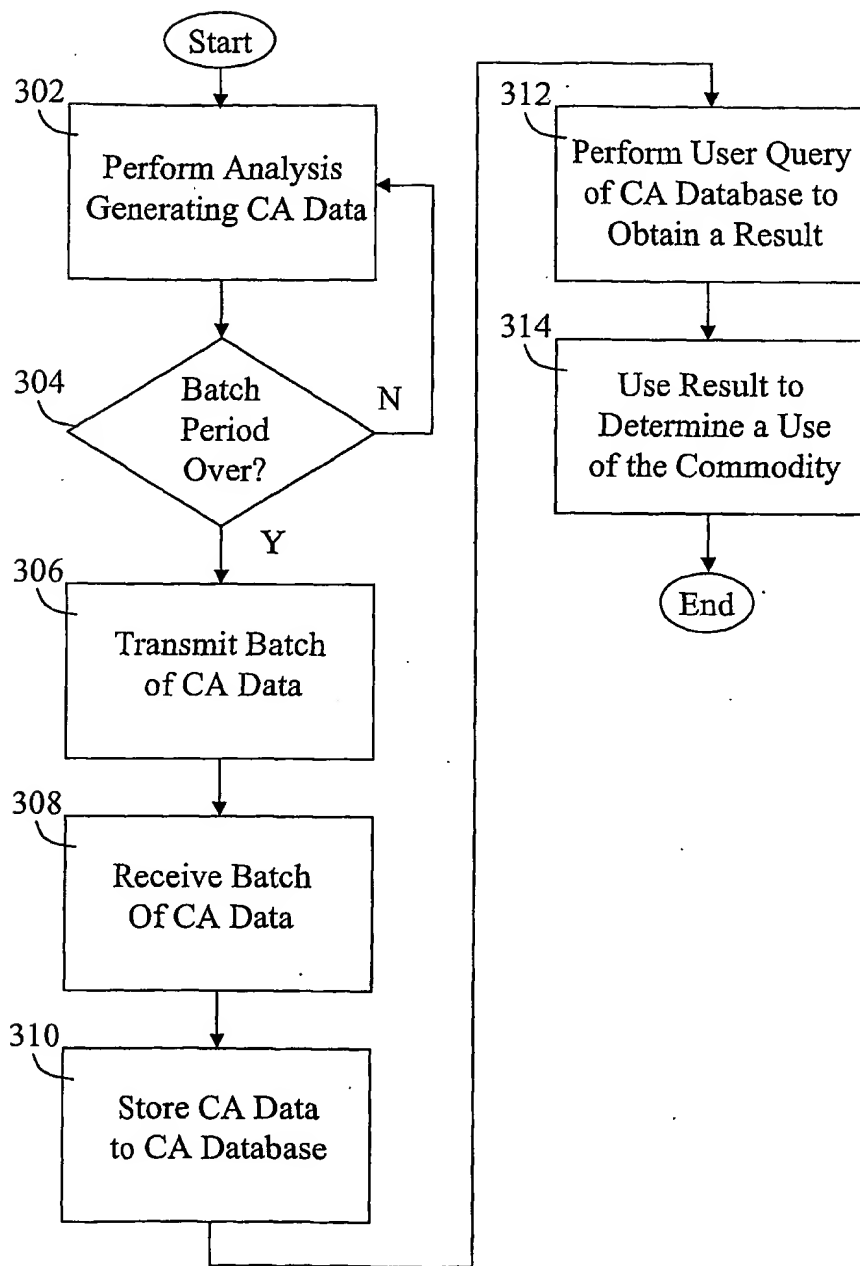 Start
302
Perform Analysis
Generating CA Data
304
Batch
Period
Over?
N
Y
306
Transmit Batch
of CA Data
308
Receive Batch
Of CA Data
310
Store CA Data
to CA Database
312
Perform User Query
of CA Database to
Obtain a Result
314
Use Result to
Determine a Use
of the Commodity
End